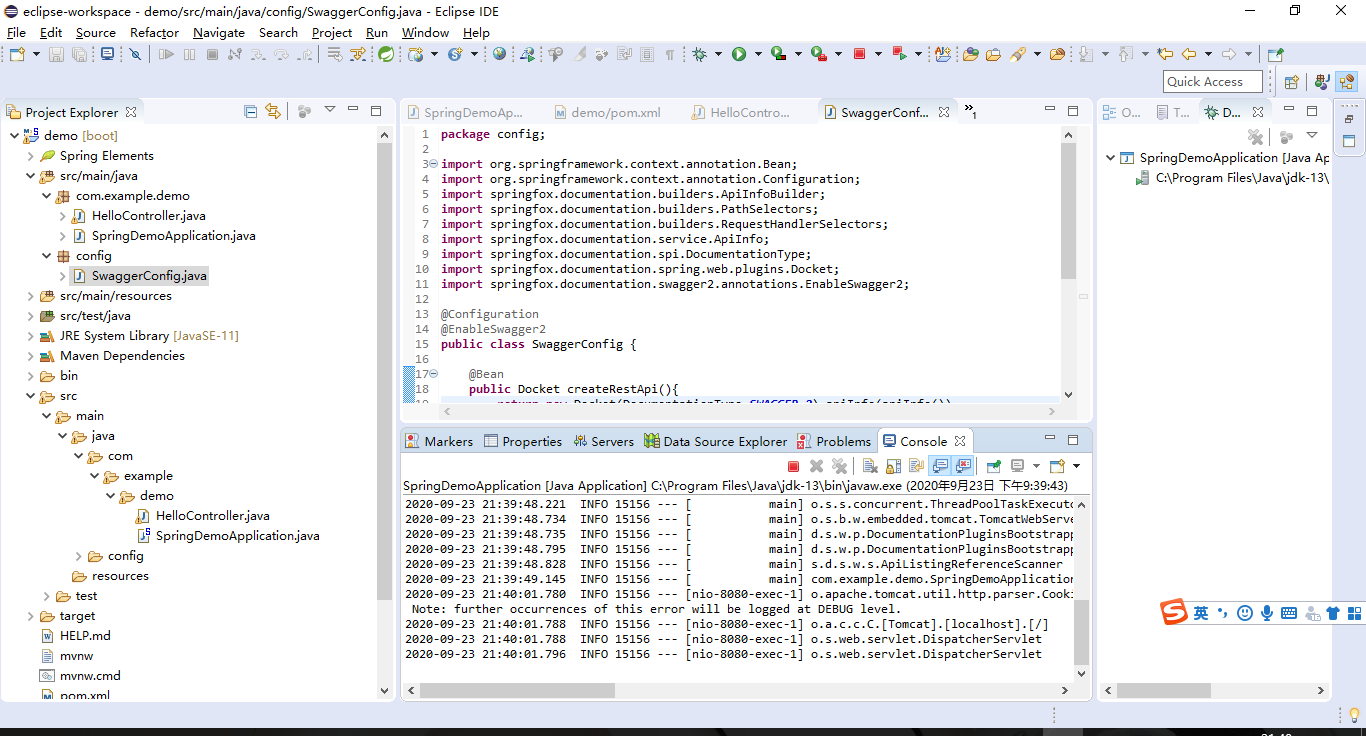 eclipse-workspace - demo/src/main/java/config/SwaggerConfig.java - Eclipse IDE
File Edit Source Refactor Navigate Search Project Run Window Help
Quick Access
Project Explorer
demo [boot]
Spring Elements
src/main/java
com.example.demo
HelloController.java
SpringDemoApplication.java
config
SwaggerConfig.java
src/main/resources
src/test/java
JRE System Library [JavaSE-11]
Maven Dependencies
bin
src
main
java
com
example
demo
HelloController.java
SpringDemoApplication.java
config
resources
test
target
HELP.md
mvnw
mvnw.cmd
pom.xml
SpringDemoAp... demo/pom.xml HelloContro... SwaggerConf... »1
1 package config;
2
3 import org.springframework.context.annotation.Bean;
4 import org.springframework.context.annotation.Configuration;
5 import springfox.documentation.builders.ApiInfoBuilder;
6 import springfox.documentation.builders.PathSelectors;
7 import springfox.documentation.builders.RequestHandlerSelectors;
8 import springfox.documentation.service.ApiInfo;
9 import springfox.documentation.spi.DocumentationType;
10 import springfox.documentation.spring.web.plugins.Docket;
11 import springfox.documentation.swagger2.annotations.EnableSwagger2;
12
13 @Configuration
14 @EnableSwagger2
15 public class SwaggerConfig {
16
17 @Bean
18 public Docket createRestApi(){
19 return new Docket(DocumentationType.SWAGGER_2).apiInfo(apiInfo())
Markers Properties Servers Data Source Explorer Problems Console
SpringDemoApplication [Java Application] C:\Program Files\Java\jdk-13\bin\javaw.exe (2020年9月23日 下午9:39:43)
2020-09-23 21:39:48.221 INFO 15156 --- [ main] o.s.s.concurrent.ThreadPoolTaskExecuto
2020-09-23 21:39:48.734 INFO 15156 --- [ main] o.s.b.w.embedded.tomcat.TomcatWebServe
2020-09-23 21:39:48.735 INFO 15156 --- [ main] d.s.w.p.DocumentationPluginsBootstrapp
2020-09-23 21:39:48.795 INFO 15156 --- [ main] d.s.w.p.DocumentationPluginsBootstrapp
2020-09-23 21:39:48.828 INFO 15156 --- [ main] s.d.s.w.s.ApiListingReferenceScanner
2020-09-23 21:39:49.145 INFO 15156 --- [ main] com.example.demo.SpringDemoApplication
2020-09-23 21:40:01.780 INFO 15156 --- [nio-8080-exec-1] o.apache.tomcat.util.http.parser.Cooki
Note: further occurrences of this error will be logged at DEBUG level.
2020-09-23 21:40:01.788 INFO 15156 --- [nio-8080-exec-1] o.a.c.c.C.[Tomcat].[localhost].[/]
2020-09-23 21:40:01.788 INFO 15156 --- [nio-8080-exec-1] o.s.web.servlet.DispatcherServlet
2020-09-23 21:40:01.796 INFO 15156 --- [nio-8080-exec-1] o.s.web.servlet.DispatcherServlet
O... T... D...
SpringDemoApplication [Java Ap
C:\Program Files\Java\jdk-13\
英